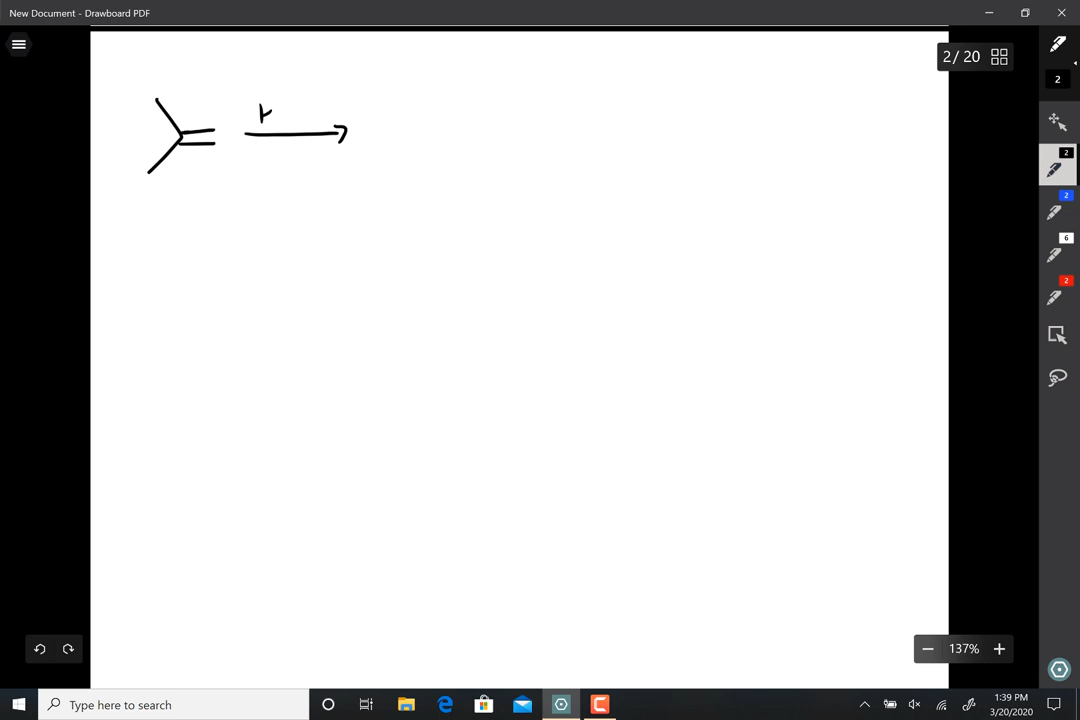 New Document - Drawboard PDF
2 / 20
2
2
2
6
2
137%
Type here to search
1:39 PM
3/20/2020